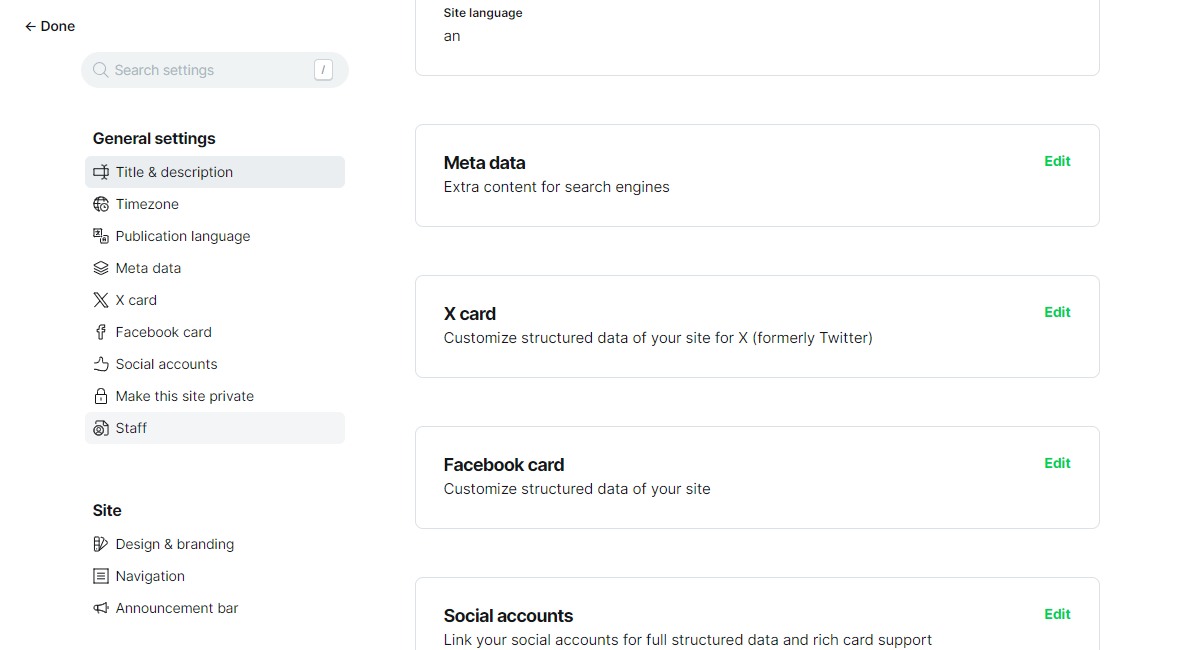 ← Done
Search settings
/
General settings
Title & description
Timezone
Publication language
Meta data
X card
Facebook card
Social accounts
Make this site private
Staff
Site
Design & branding
Navigation
Announcement bar
Site language
an
Meta data
Edit
Extra content for search engines
X card
Edit
Customize structured data of your site for X (formerly Twitter)
Facebook card
Edit
Customize structured data of your site
Social accounts
Edit
Link your social accounts for full structured data and rich card support